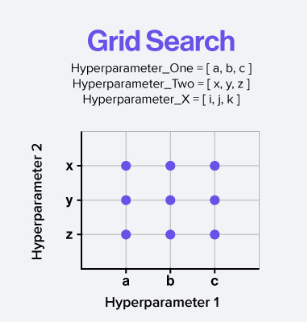 Grid Search
Hyperparameter_One = [ a, b, c ]
Hyperparameter_Two = [ x, y, z ]
Hyperparameter_X = [ i, j, k ]
Hyperparameter 2
x
y
z
a b c
Hyperparameter 1